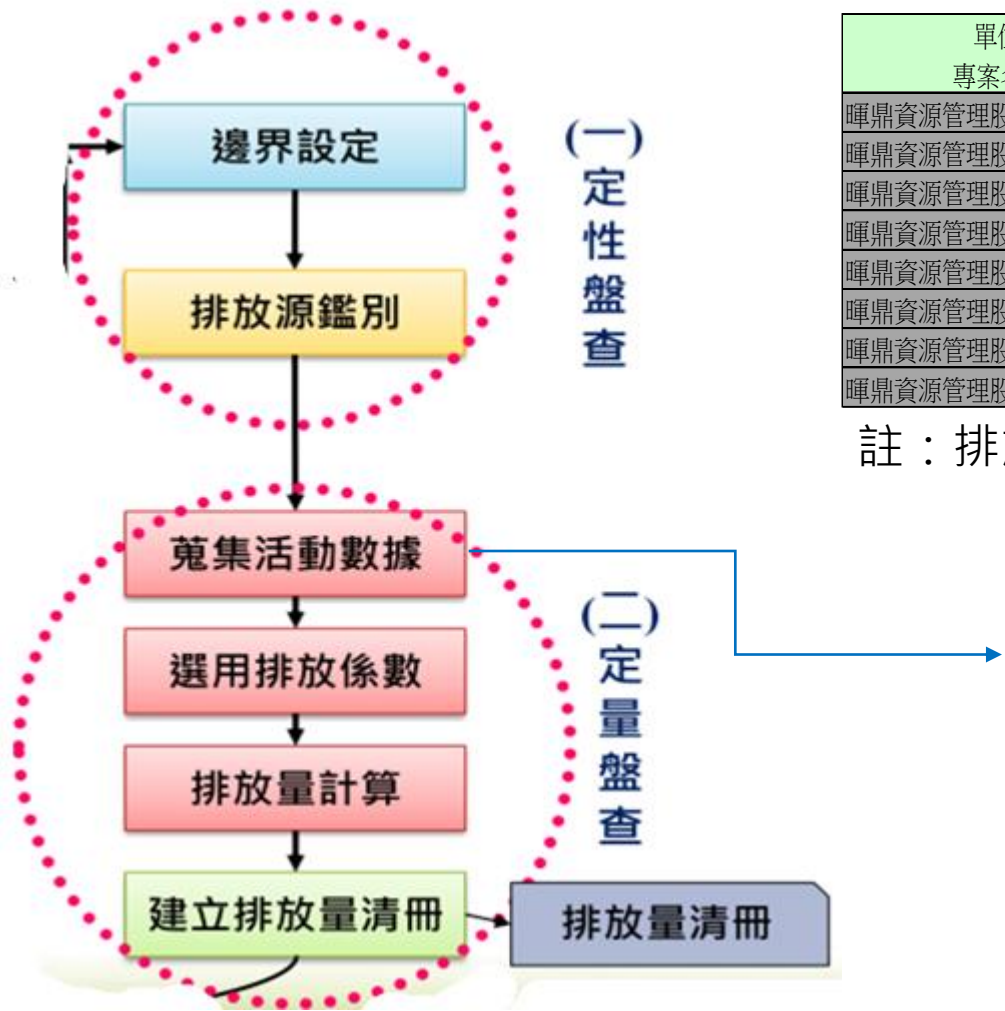 邊界設定
排放源鑑別
(一)定性盤查
蒐集活動數據
選用排放係數
排放量計算
建立排放量清冊
(二)定量盤查
排放量清冊
單
專案
暉鼎資源管理股
暉鼎資源管理股
暉鼎資源管理股
暉鼎資源管理股
暉鼎資源管理股
暉鼎資源管理股
暉鼎資源管理股
暉鼎資源管理股
註：排